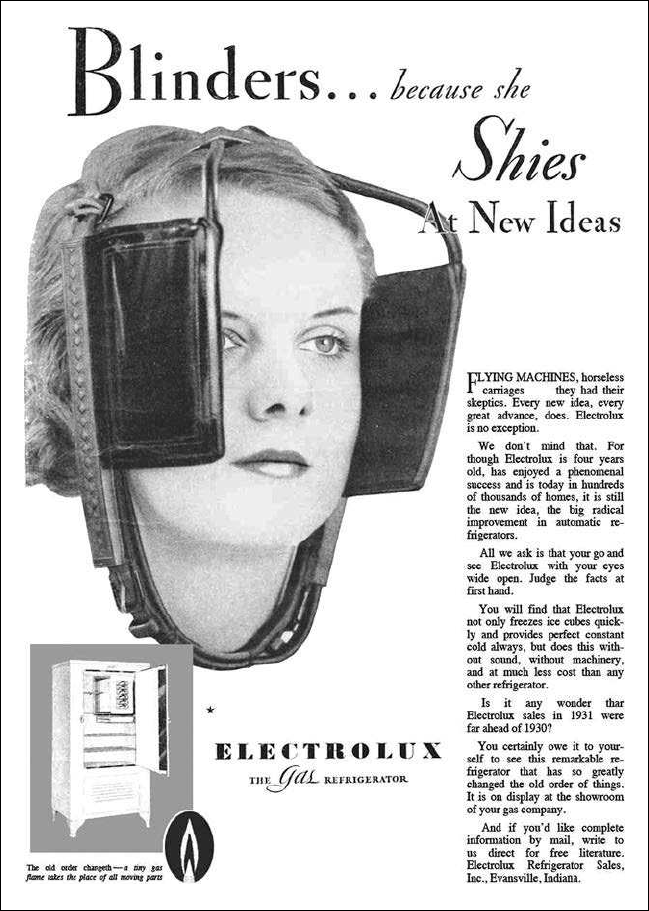 Blinders... because she
Shies
At New Ideas
FLYING MACHINES, horseless
carriages they had their
skeptics. Every new idea, every
great advance, does. Electrolux
is no exception.
We don't mind that. For
though Electrolux is four years
old, has enjoyed a phenomenal
success and is today in hundreds
of thousands of homes, it is still
the new idea, the big radical
improvement in automatic re-
frigerators.
All we ask is that your go and
see Electrolux with your eyes
wide open. Judge the facts at
first hand.
You will find that Electrolux
not only freezes ice cubes quick-
ly and provides perfect constant
cold always, but does this with-
out sound, without machinery,
and at much less cost than any
other refrigerator.
Is it any wonder thar
Electrolux sales in 1931 were
far ahead of 1930?
You certainly owe it to your-
self to see this remarkable re-
frigerator that has so greatly
changed the old order of things.
It is on display at the showroom
of your gas company.
And if you'd like complete
information by mail, write to
us direct for free literature.
Electrolux Refrigerator Sales,
Inc., Evansville, Indiana.
ELECTROLUX
THE Gas REFRIGERATOR
The old order changeth—a tiny gas
flame takes the place of all moving parts